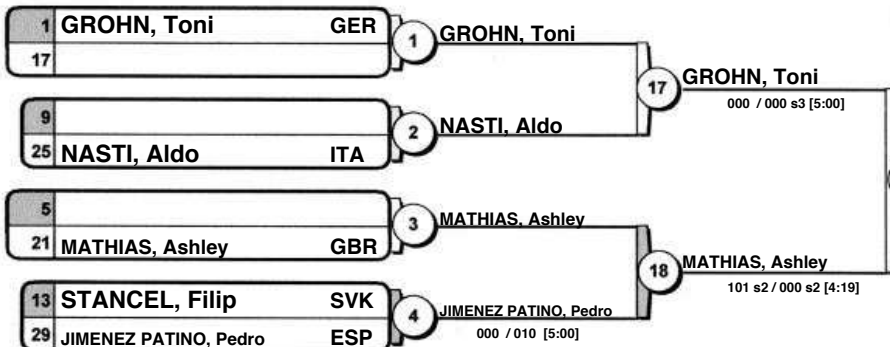 1 GROHN, Toni GER
17
9
25 NASTI, Aldo ITA
5
21 MATHIAS, Ashley GBR
13 STANCEL, Filip SVK
29 JIMENEZ PATINO, Pedro ESP
1 GROHN, Toni
2 NASTI, Aldo
3 MATHIAS, Ashley
4 JIMENEZ PATINO, Pedro
000 / 010 [5:00]
17 GROHN, Toni
000 / 000 s3 [5:00]
18 MATHIAS, Ashley
101 s2 / 000 s2 [4:19]